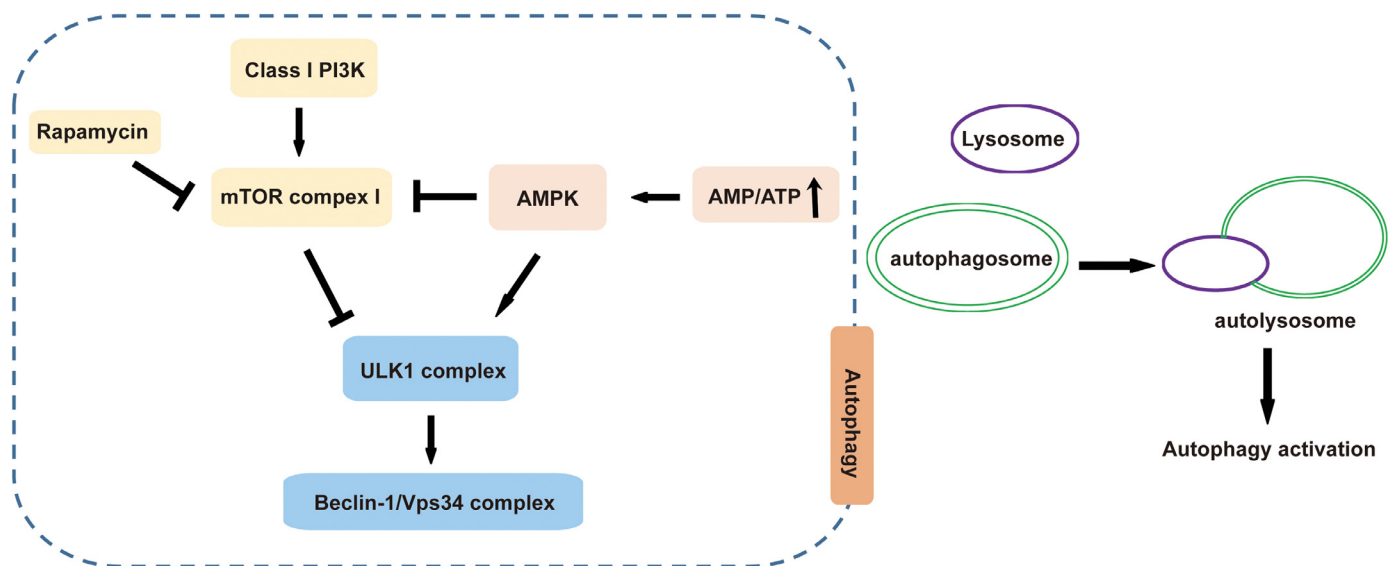 Class I PI3K
Rapamycin
mTOR compex I
AMPK
AMP/ATP
ULK1 complex
Beclin-1/Vps34 complex
Autophagy
Lysosome
autophagosome
autolysosome
Autophagy activation